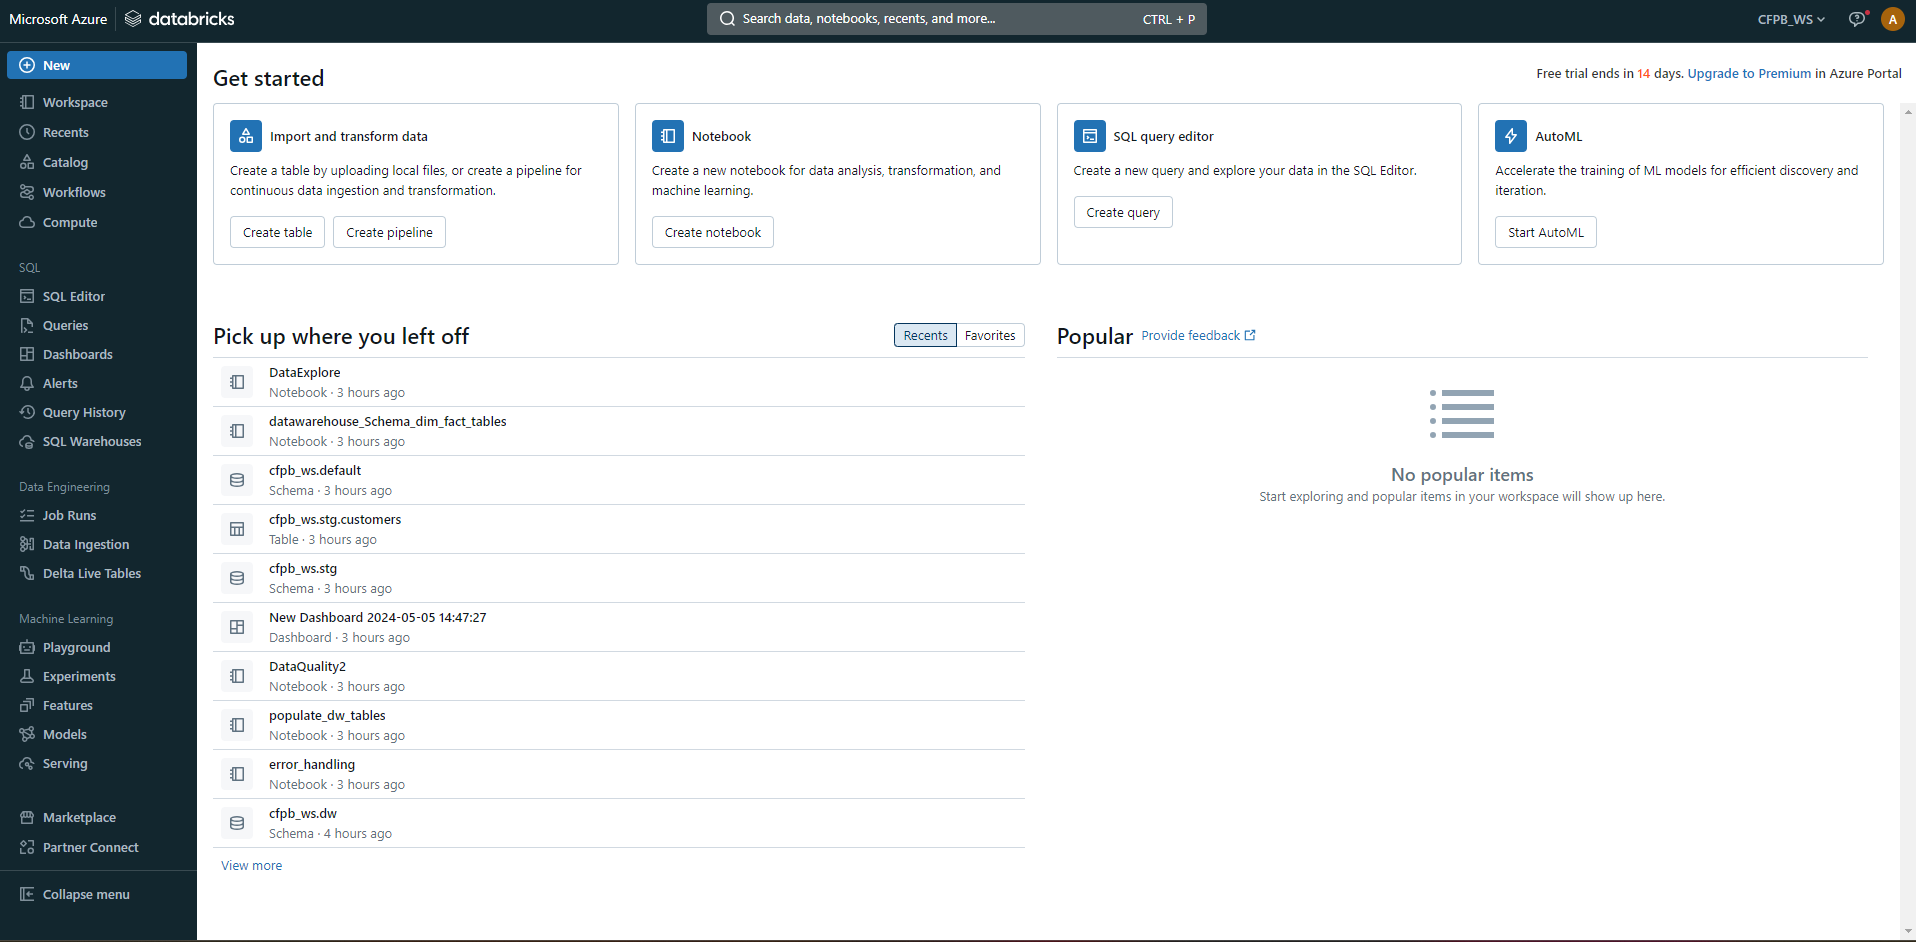 Microsoft Azure databricks
Search data, notebooks, recents, and more... CTRL + P
CFPB_WS
A
New
Workspace
Recents
Catalog
Workflows
Compute
SQL
SQL Editor
Queries
Dashboards
Alerts
Query History
SQL Warehouses
Data Engineering
Job Runs
Data Ingestion
Delta Live Tables
Machine Learning
Playground
Experiments
Features
Models
Serving
Marketplace
Partner Connect
Collapse menu
Get started
Free trial ends in 14 days. Upgrade to Premium in Azure Portal
Import and transform data
Create a table by uploading local files, or create a pipeline for
continuous data ingestion and transformation.
Create table Create pipeline
Notebook
Create a new notebook for data analysis, transformation, and
machine learning.
Create notebook
SQL query editor
Create a new query and explore your data in the SQL Editor.
Create query
AutoML
Accelerate the training of ML models for efficient discovery and
iteration.
Start AutoML
Pick up where you left off
Recents Favorites
DataExplore
Notebook · 3 hours ago
datawarehouse_Schema_dim_fact_tables
Notebook · 3 hours ago
cfpb_ws.default
Schema · 3 hours ago
cfpb_ws.stg.customers
Table · 3 hours ago
cfpb_ws.stg
Schema · 3 hours ago
New Dashboard 2024-05-05 14:47:27
Dashboard · 3 hours ago
DataQuality2
Notebook · 3 hours ago
populate_dw_tables
Notebook · 3 hours ago
error_handling
Notebook · 3 hours ago
cfpb_ws.dw
Schema · 4 hours ago
View more
Popular Provide feedback
No popular items
Start exploring and popular items in your workspace will show up here.